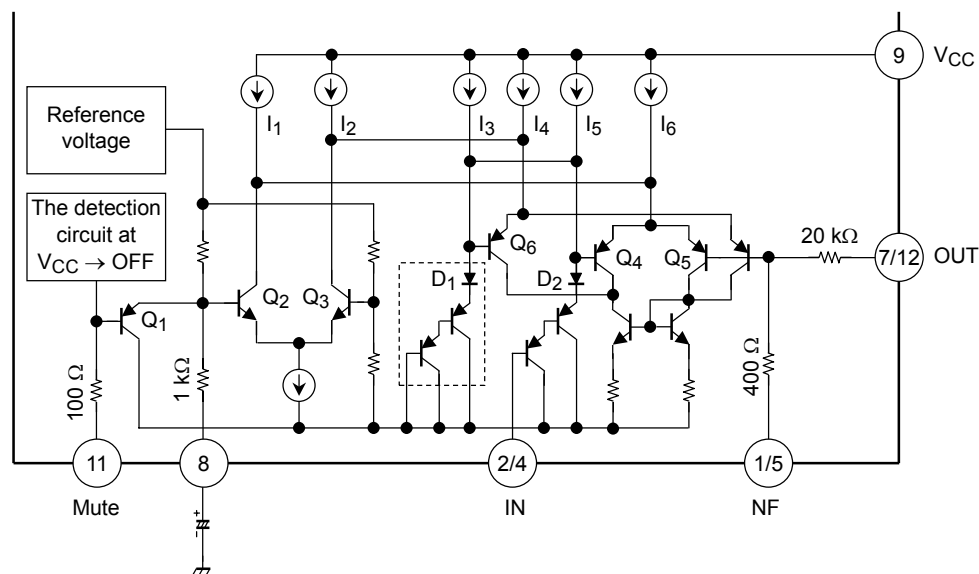 9
VCC
I1
I2
I3
I4
I5
I6
Reference
voltage
The detection
circuit at
VCC → OFF
Q1
Q2
Q3
Q6
Q4
Q5
D1
D2
20 kΩ
7/12
OUT
100 Ω
1 kΩ
400 Ω
11
8
2/4
1/5
Mute
IN
NF
+
−